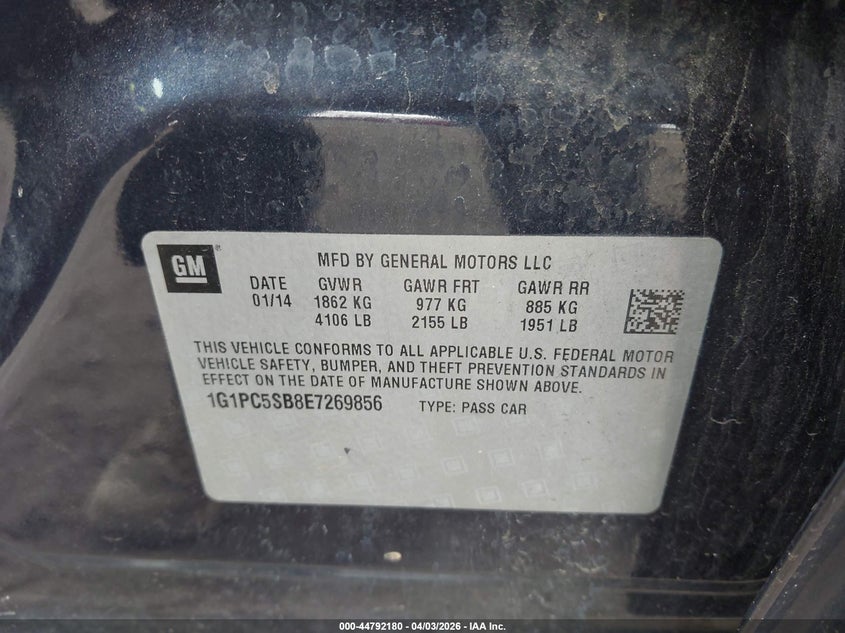 GM®
MFD BY GENERAL MOTORS LLC
DATE GVWR GAWR FRT GAWR RR
01/14 1862 KG 977 KG 885 KG
4106 LB 2155 LB 1951 LB
THIS VEHICLE CONFORMS TO ALL APPLICABLE U.S. FEDERAL MOTOR
VEHICLE SAFETY, BUMPER, AND THEFT PREVENTION STANDARDS IN
EFFECT ON THE DATE OF MANUFACTURE SHOWN ABOVE.
1G1PC5SB8E7269856 TYPE: PASS CAR
000-44792180 - 04/03/2026 - IAA Inc.